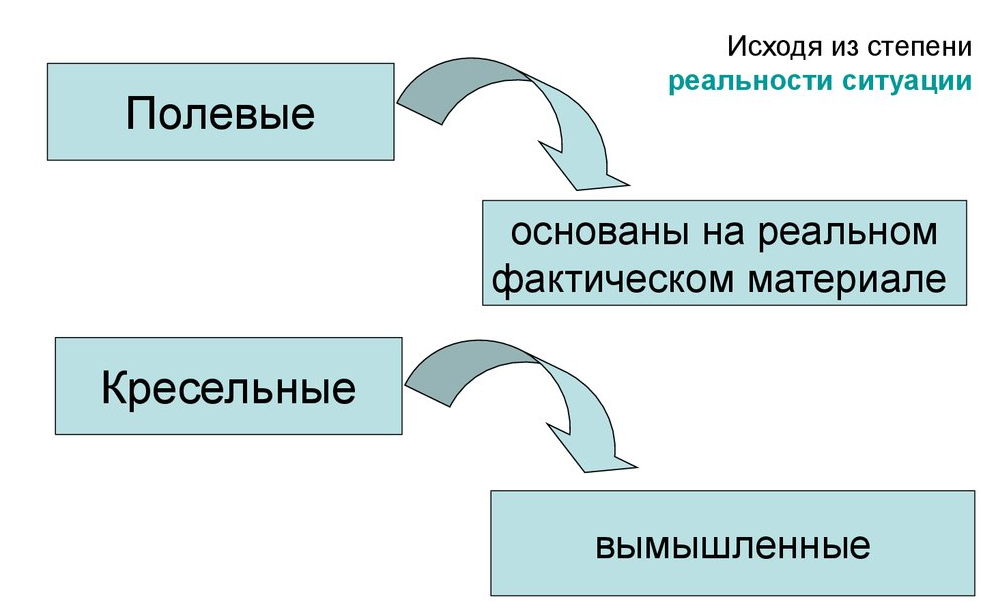 Исходя из степени
реальности ситуации
Полевые
основаны на реальном
фактическом материале
Кресельные
вымышленные